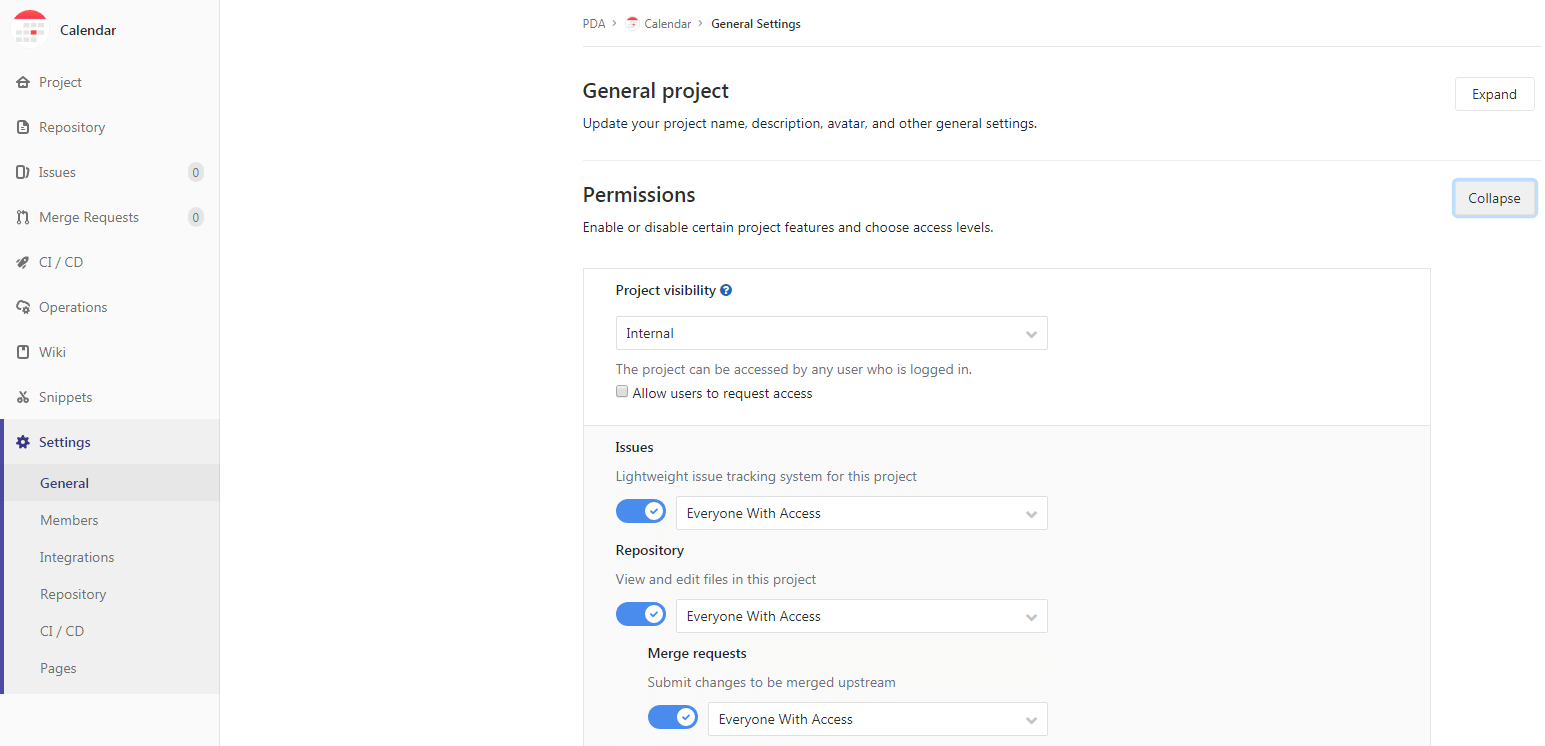 Calendar
Project
Repository
Issues 0
Merge Requests 0
CI / CD
Operations
Wiki
Snippets
Settings
General
Members
Integrations
Repository
CI / CD
Pages
PDA › Calendar › General Settings
General project
Expand
Update your project name, description, avatar, and other general settings.
Permissions
Collapse
Enable or disable certain project features and choose access levels.
Project visibility ?
Internal
The project can be accessed by any user who is logged in.
Allow users to request access
Issues
Lightweight issue tracking system for this project
Everyone With Access
Repository
View and edit files in this project
Everyone With Access
Merge requests
Submit changes to be merged upstream
Everyone With Access